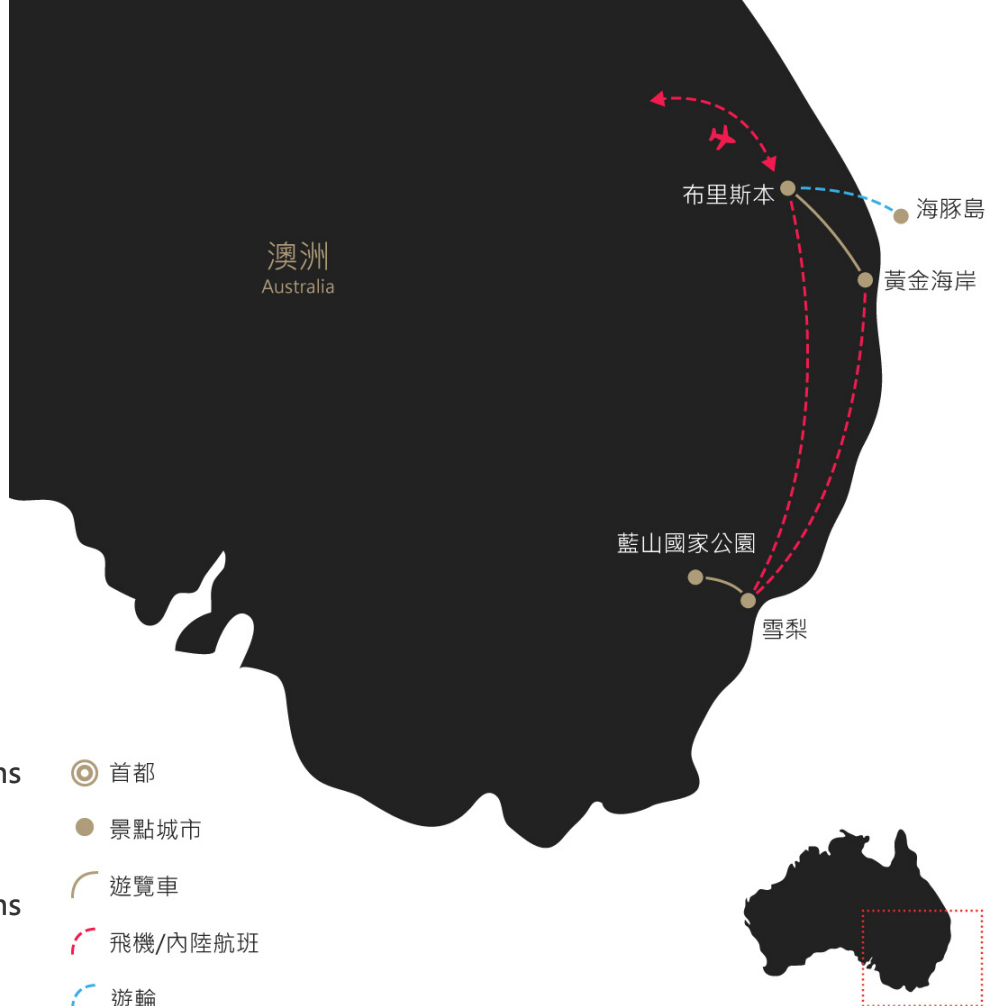 布里斯本
海豚島
澳洲
Australia
黃金海岸
藍山國家公園
雪梨
ns
首都
景點城市
遊覽車
ns
飛機/內陸航班
遊輪